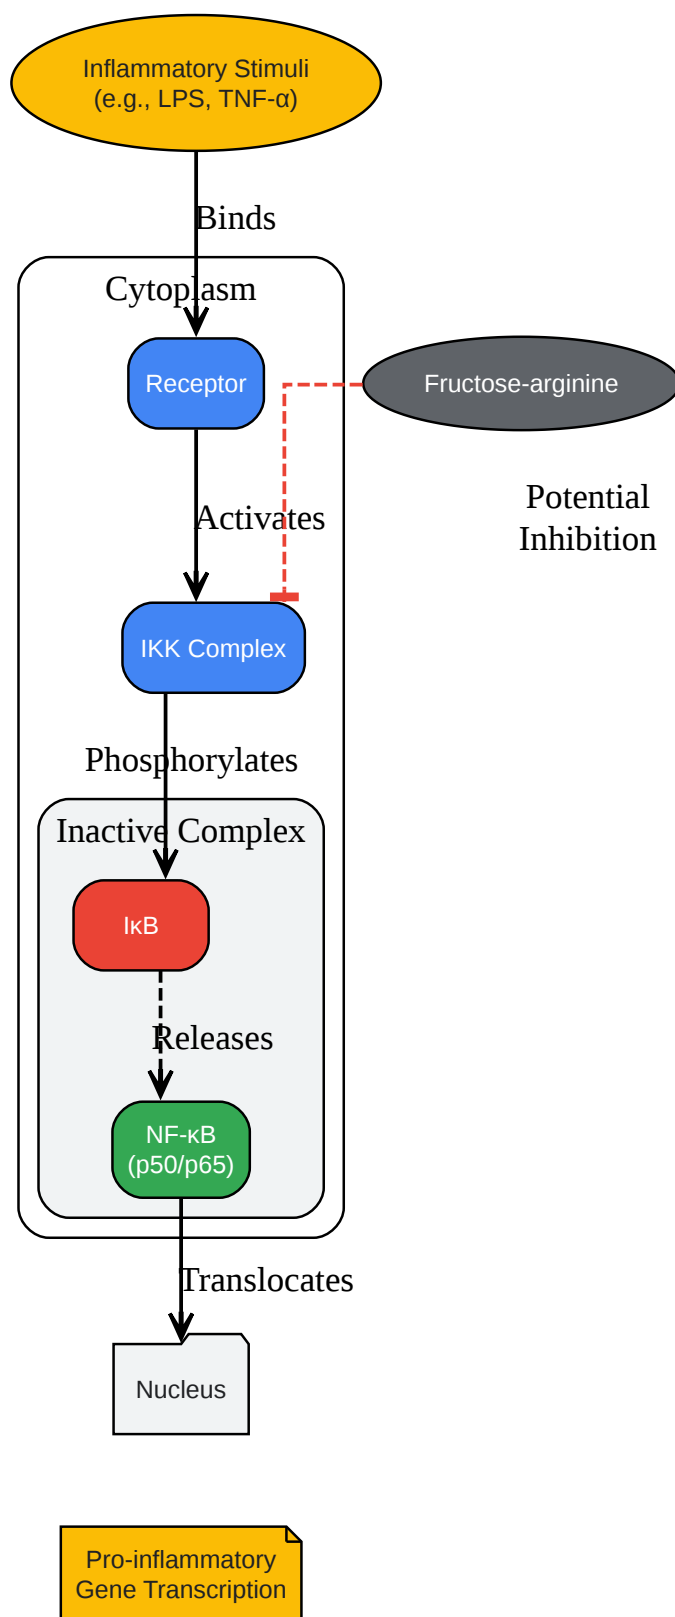 Inflammatory Stimuli
(e.g., LPS, TNF-α)
Binds
Cytoplasm
Receptor
Fructose-arginine
Activates
Potential
Inhibition
IKK Complex
Phosphorylates
Inactive Complex
IκB
Releases
NF-κB
(p50/p65)
Translocates
Nucleus
Pro-inflammatory
Gene Transcription